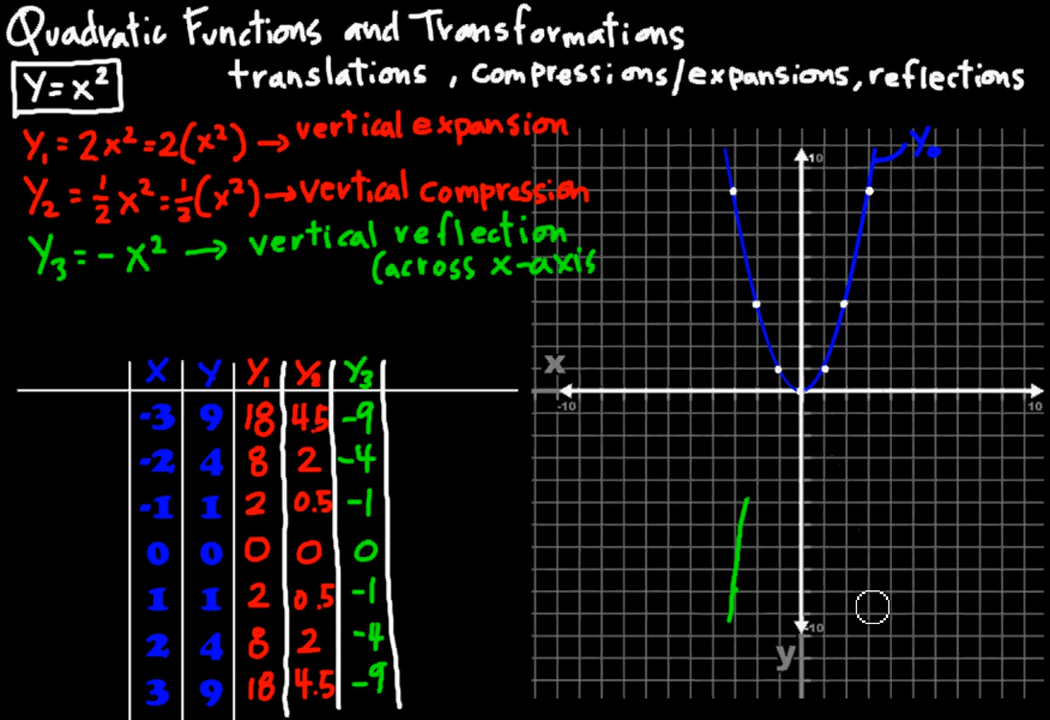 Quadratic Functions and Transformations
y = x² translations, compressions/expansions, reflections
y₁ = 2x² = 2(x²) → vertical expansion
y₂ = ½x² = ½(x²) → vertical compression
y₃ = -x² → vertical reflection
(across x-axis
y
10
x
-10 10
-10
y
x y y₁ y₂ y₃
-3 9 18 4.5 -9
-2 4 8 2 -4
-1 1 2 0.5 -1
0 0 0 0 0
1 1 2 0.5 -1
2 4 8 2 -4
3 9 18 4.5 -9